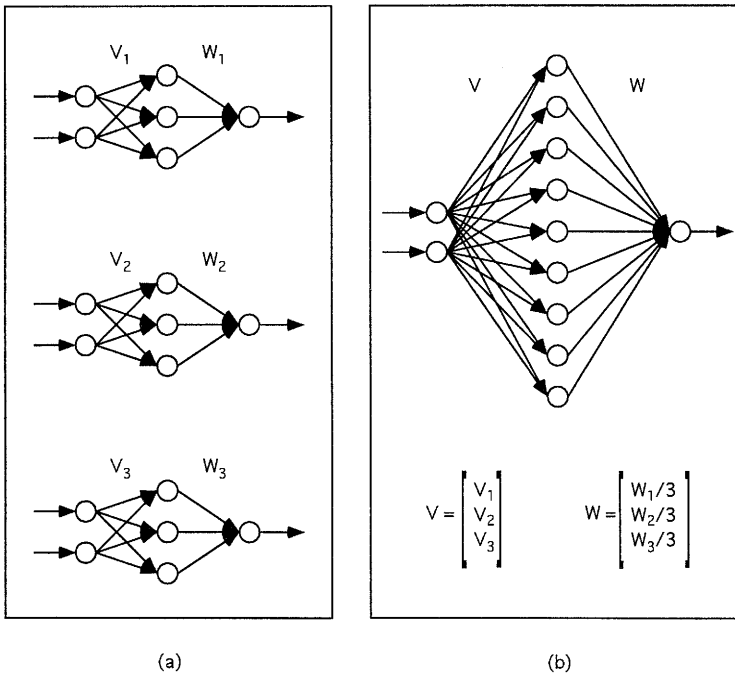 V1 W1
V2 W2
V3 W3
(a)
V W
V = [ V1
V2
V3 ]
W = [ W1/3
W2/3
W3/3 ]
(b)